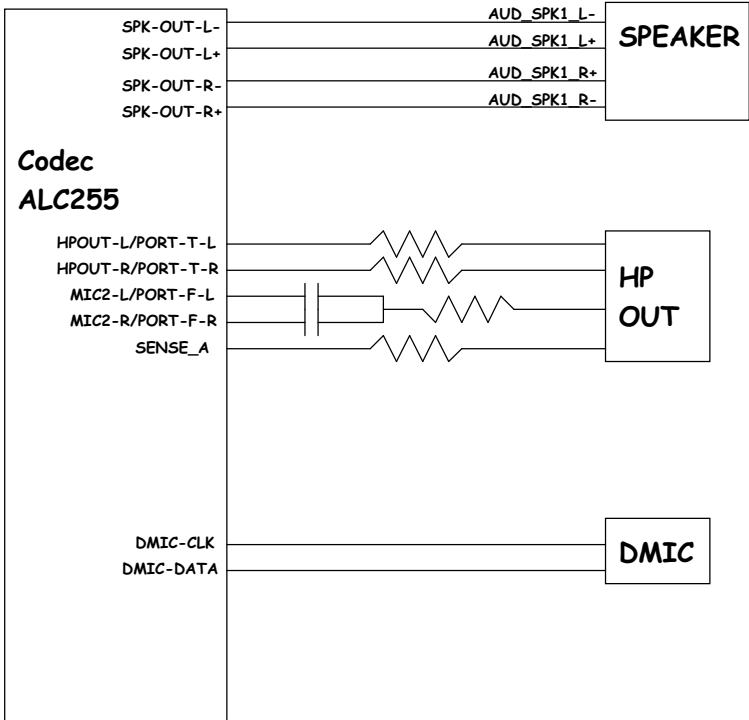 SPK-OUT-L-
SPK-OUT-L+
SPK-OUT-R-
SPK-OUT-R+
AUD_SPK1_L-
AUD_SPK1_L+
AUD_SPK1_R+
AUD_SPK1_R-
SPEAKER
Codec
ALC255
HPOUT-L/PORT-T-L
HPOUT-R/PORT-T-R
MIC2-L/PORT-F-L
MIC2-R/PORT-F-R
SENSE_A
HP
OUT
DMIC-CLK
DMIC-DATA
DMIC